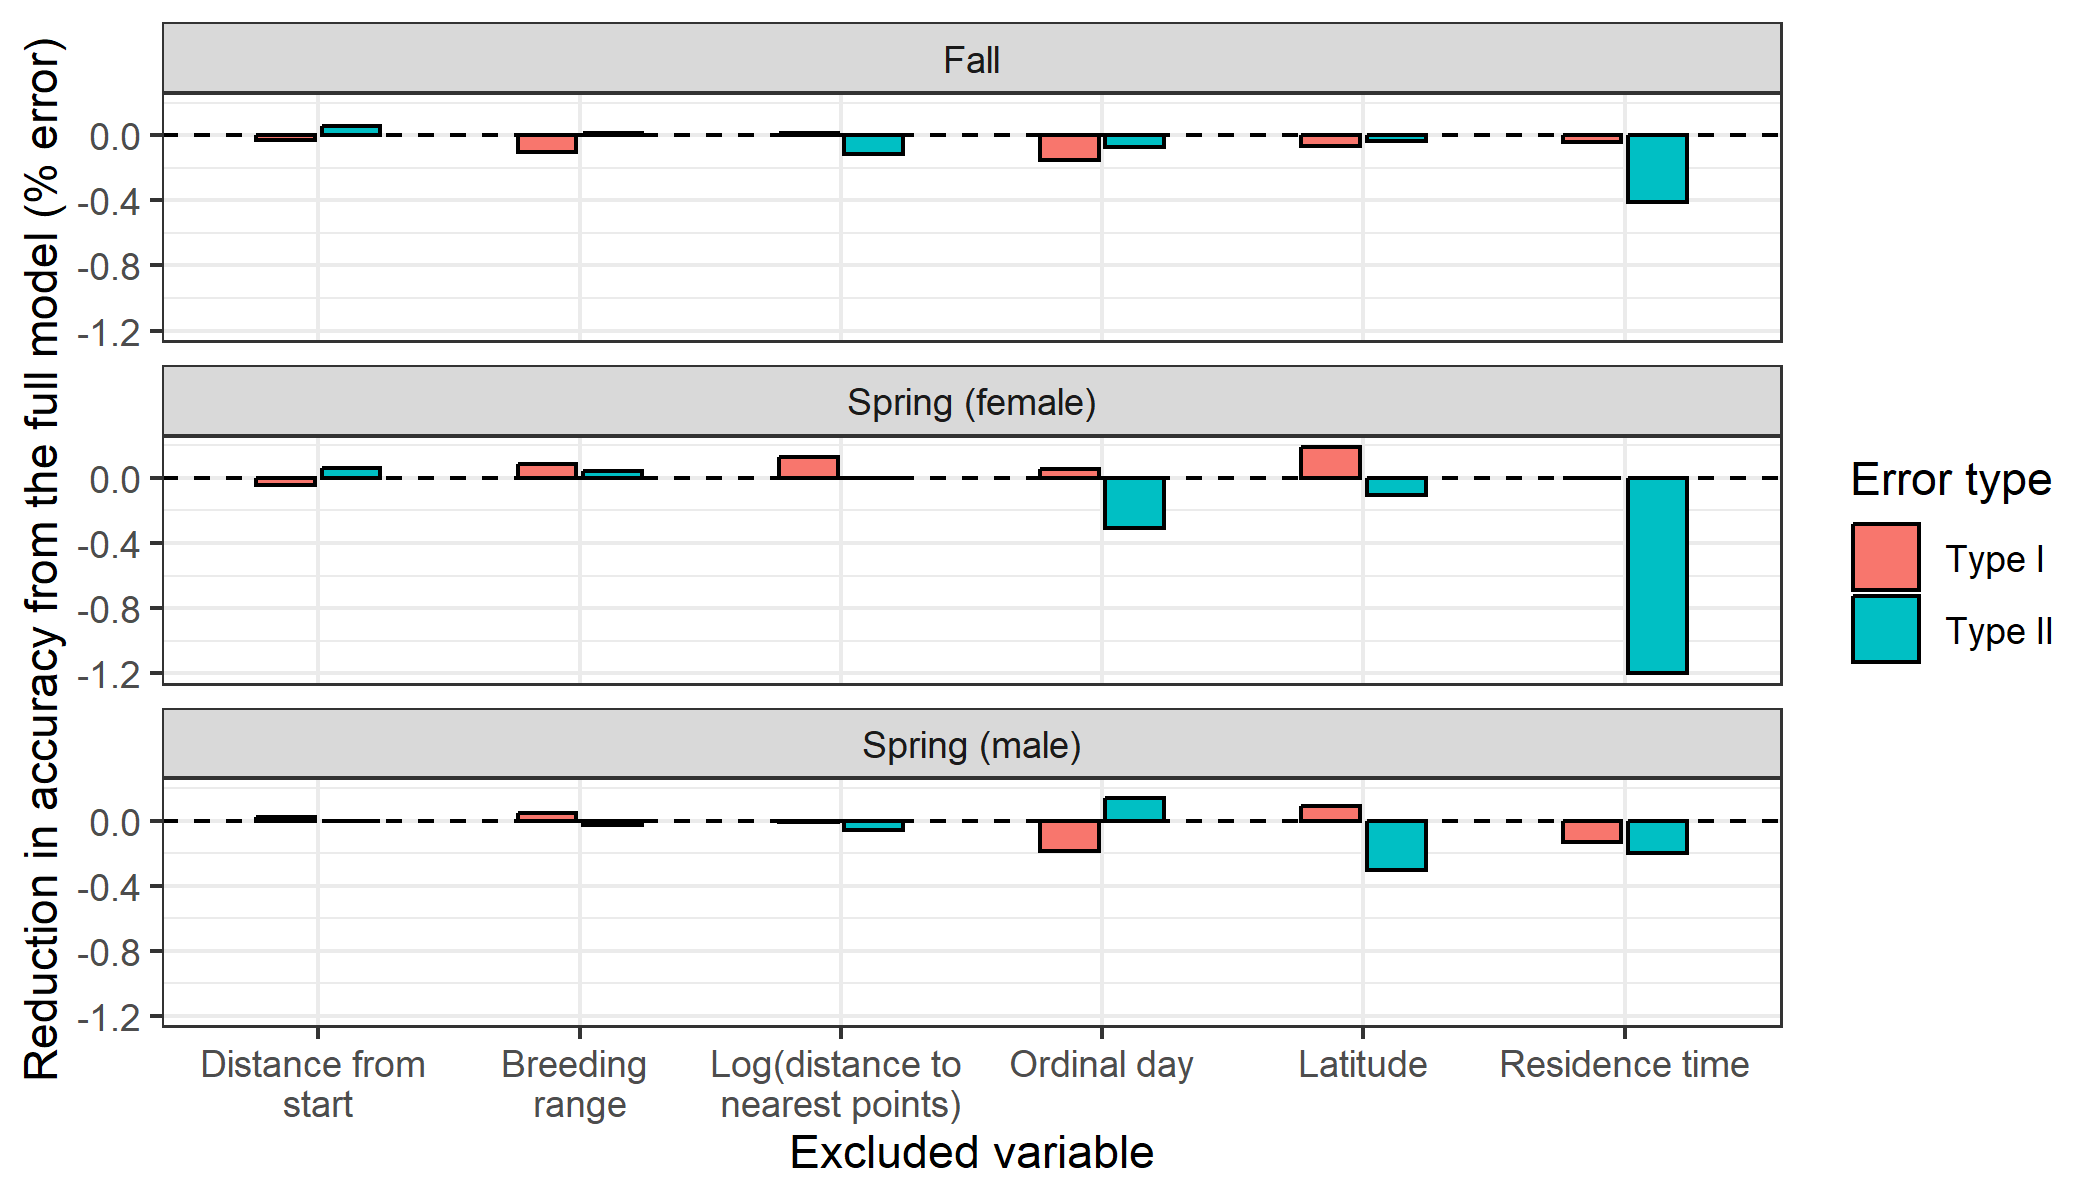 Reduction in accuracy from the full model (% error)
Fall
0.0
-0.4
-0.8
-1.2
Spring (female)
0.0
-0.4
-0.8
-1.2
Spring (male)
0.0
-0.4
-0.8
-1.2
Distance from
start
Breeding
range
Log(distance to
nearest points)
Ordinal day
Latitude
Residence time
Excluded variable
Error type
Type I
Type II